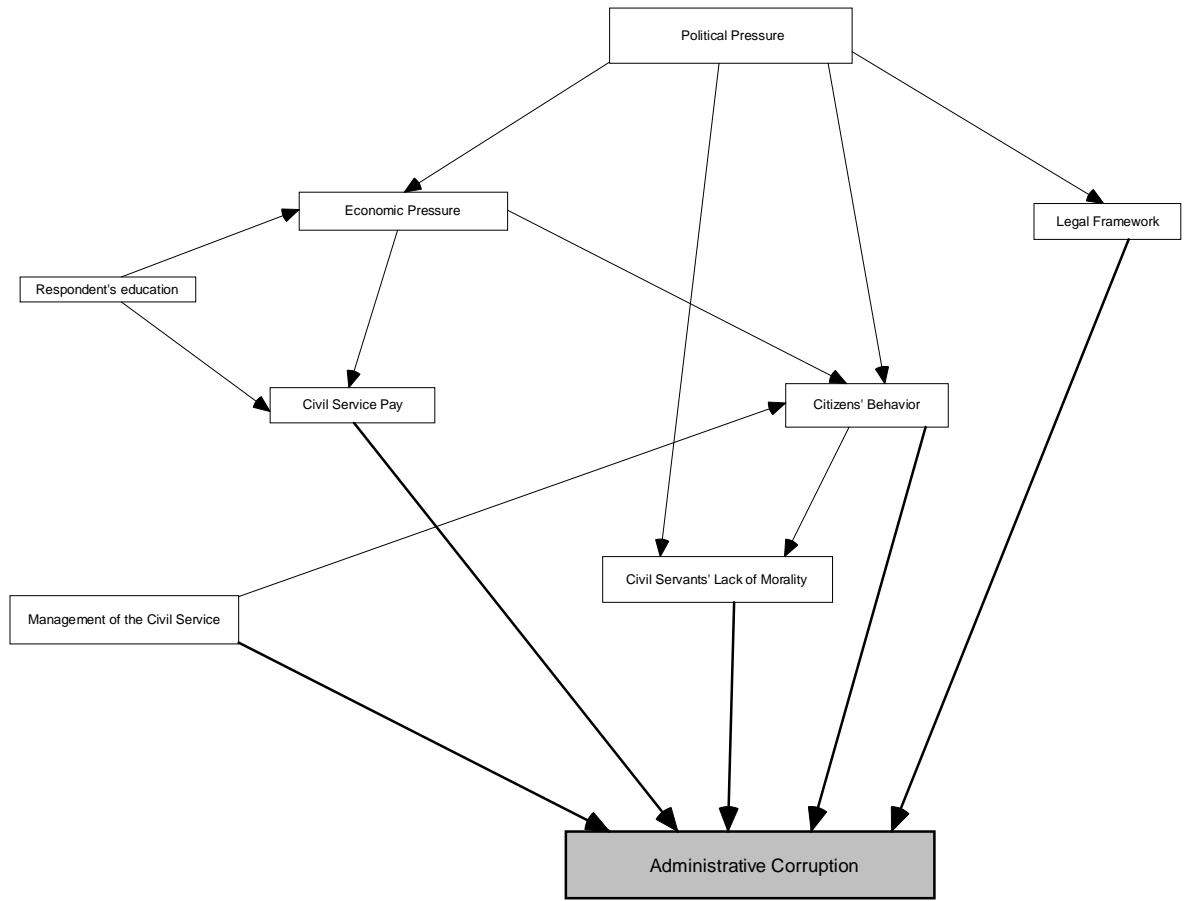 Political Pressure
Economic Pressure
Legal Framework
Respondent's education
Civil Service Pay
Citizens' Behavior
Civil Servants' Lack of Morality
Management of the Civil Service
Administrative Corruption